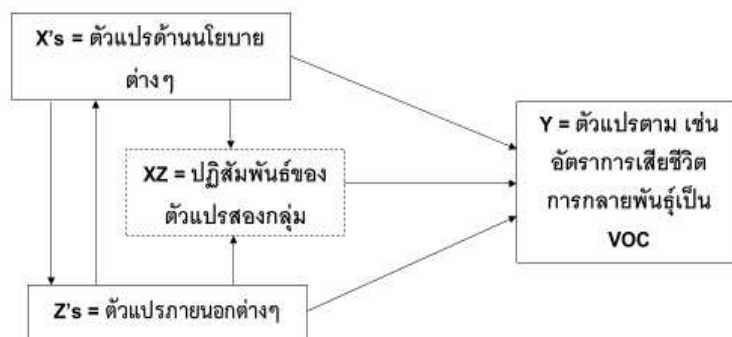 X's = ตัวแปรด้านนโยบาย
ต่างๆ
XZ = ปฏิสัมพันธ์ของ
ตัวแปรสองกลุ่ม
Y = ตัวแปรตาม เช่น
อัตราการเสียชีวิต
การกลายพันธุ์เป็น
VOC
Z's = ตัวแปรภายนอกต่างๆ